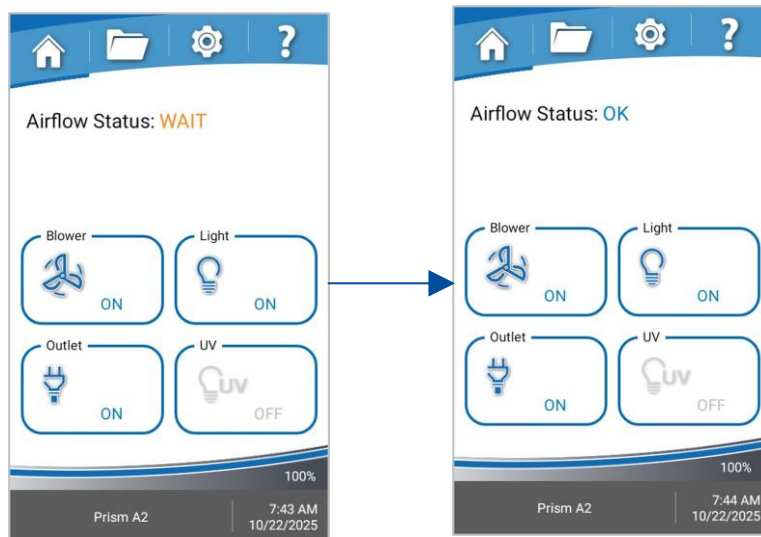 ?
Airflow Status: WAIT
Blower
ON
Light
ON
Outlet
ON
UV
UV
OFF
100%
Prism A2
7:43 AM
10/22/2025
?
Airflow Status: OK
Blower
ON
Light
ON
Outlet
ON
UV
UV
OFF
100%
Prism A2
7:44 AM
10/22/2025